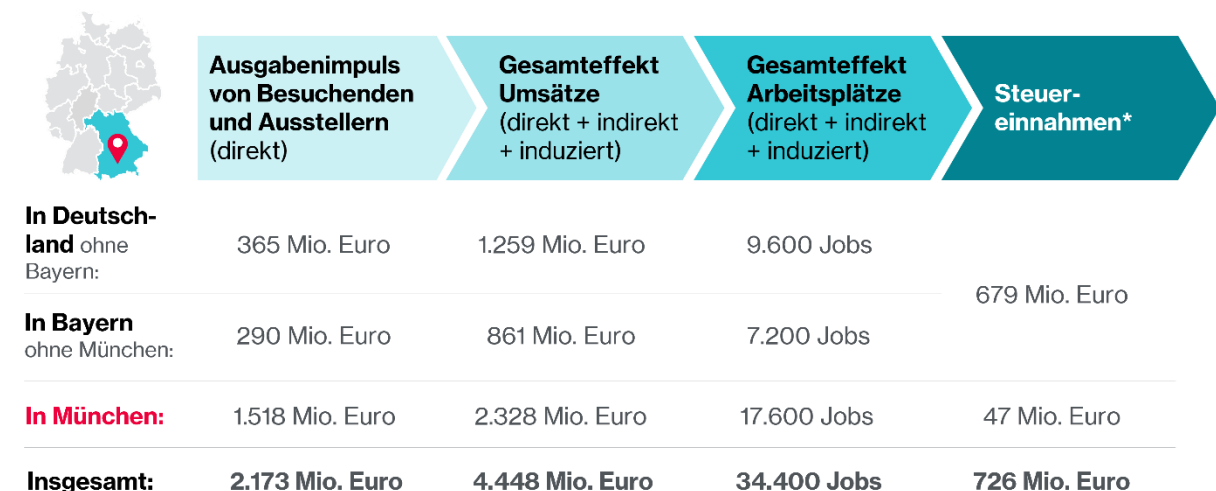 Ausgabenimpuls
von Besuchenden
und Ausstellern
(direkt)
Gesamteffekt
Umsätze
(direkt + indirekt
+ induziert)
Gesamteffekt
Arbeitsplätze
(direkt + indirekt
+ induziert)
Steuer-
einnahmen*
In Deutsch-
land ohne
Bayern:
365 Mio. Euro
1.259 Mio. Euro
9.600 Jobs
679 Mio. Euro
In Bayern
ohne München:
290 Mio. Euro
861 Mio. Euro
7.200 Jobs
In München:
1.518 Mio. Euro
2.328 Mio. Euro
17.600 Jobs
47 Mio. Euro
Insgesamt:
2.173 Mio. Euro
4.448 Mio. Euro
34.400 Jobs
726 Mio. Euro